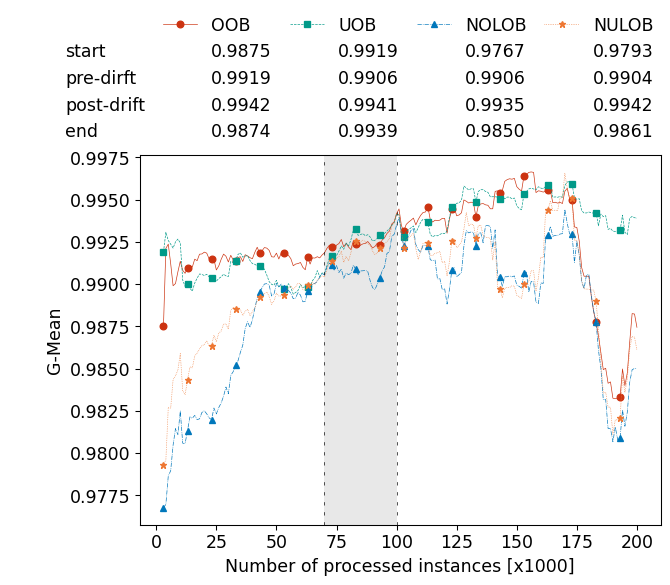 OOB UOB NOLOB NULOB
start 0.9875 0.9919 0.9767 0.9793
pre-dirft 0.9919 0.9906 0.9906 0.9904
post-drift 0.9942 0.9941 0.9935 0.9942
end 0.9874 0.9939 0.9850 0.9861
0.9975
0.9950
0.9925
0.9900
0.9875
0.9850
0.9825
0.9800
0.9775
G-Mean
0 25 50 75 100 125 150 175 200
Number of processed instances [x1000]